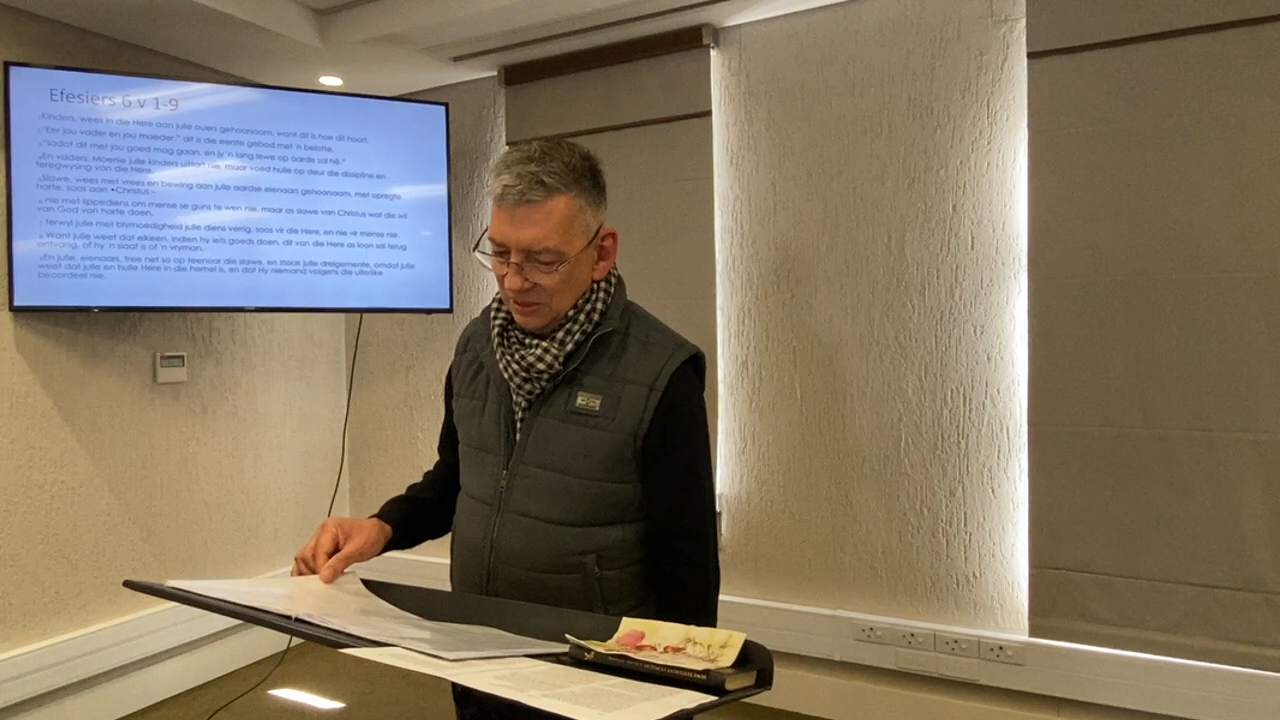 Efesiers 6 v 1-9
Kinders, wees in die Here aan julle ouers gehoorsaam, want dit is hoe dit hoort.
"Eer jou vader en jou moeder," dit is die eerste gebod met 'n belofte,
"sodat dit met jou goed mag gaan, en jy 'n lang lewe op aarde sal hê."
En vaders: Moenie julle kinders uittart nie, maar voed hulle op deur die dissipline en
teregwysing van die Here.
Slawe, wees met vrees en bewing aan julle aardse eienaars gehoorsaam, met opregte
harte, soos aan •Christus –
nie met lippediens om mense se guns te wen nie, maar as slawe van Christus wat die wil
van God van harte doen,
terwyl julle met blymoedigheid julle diens verrig, soos vir die Here, en nie vir mense nie.
Want julle weet dat elkeen, indien hy iets goeds doen, dit van die Here as loon sal terug
ontvang, of hy 'n slaaf is of 'n vryman.
En julle, eienaars, tree net so op teenoor die slawe, en staak julle dreigemente, omdat julle
weet dat julle en hulle Here in die hemel is, en dat Hy niemand volgens die uiterlike
beoordeel nie.